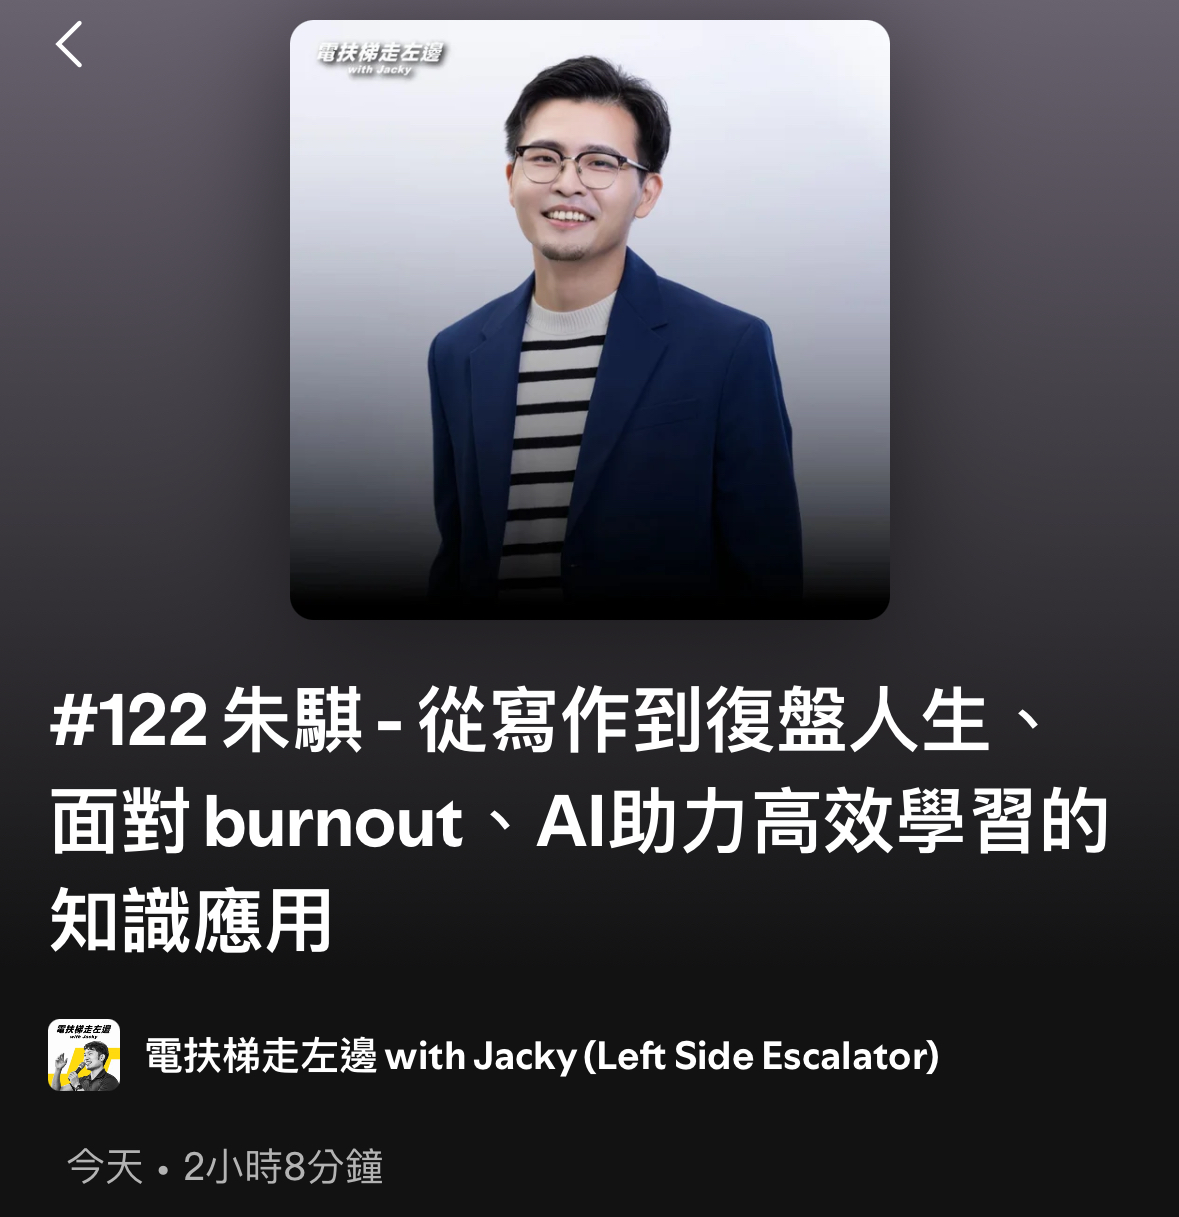 電扶梯走左邊
with Jacky
#122 朱騏 - 從寫作到復盤人生、
面對 burnout、AI助力高效學習的
知識應用
電扶梯走左邊
with Jacky
電扶梯走左邊 with Jacky (Left Side Escalator)
今天 • 2小時8分鐘